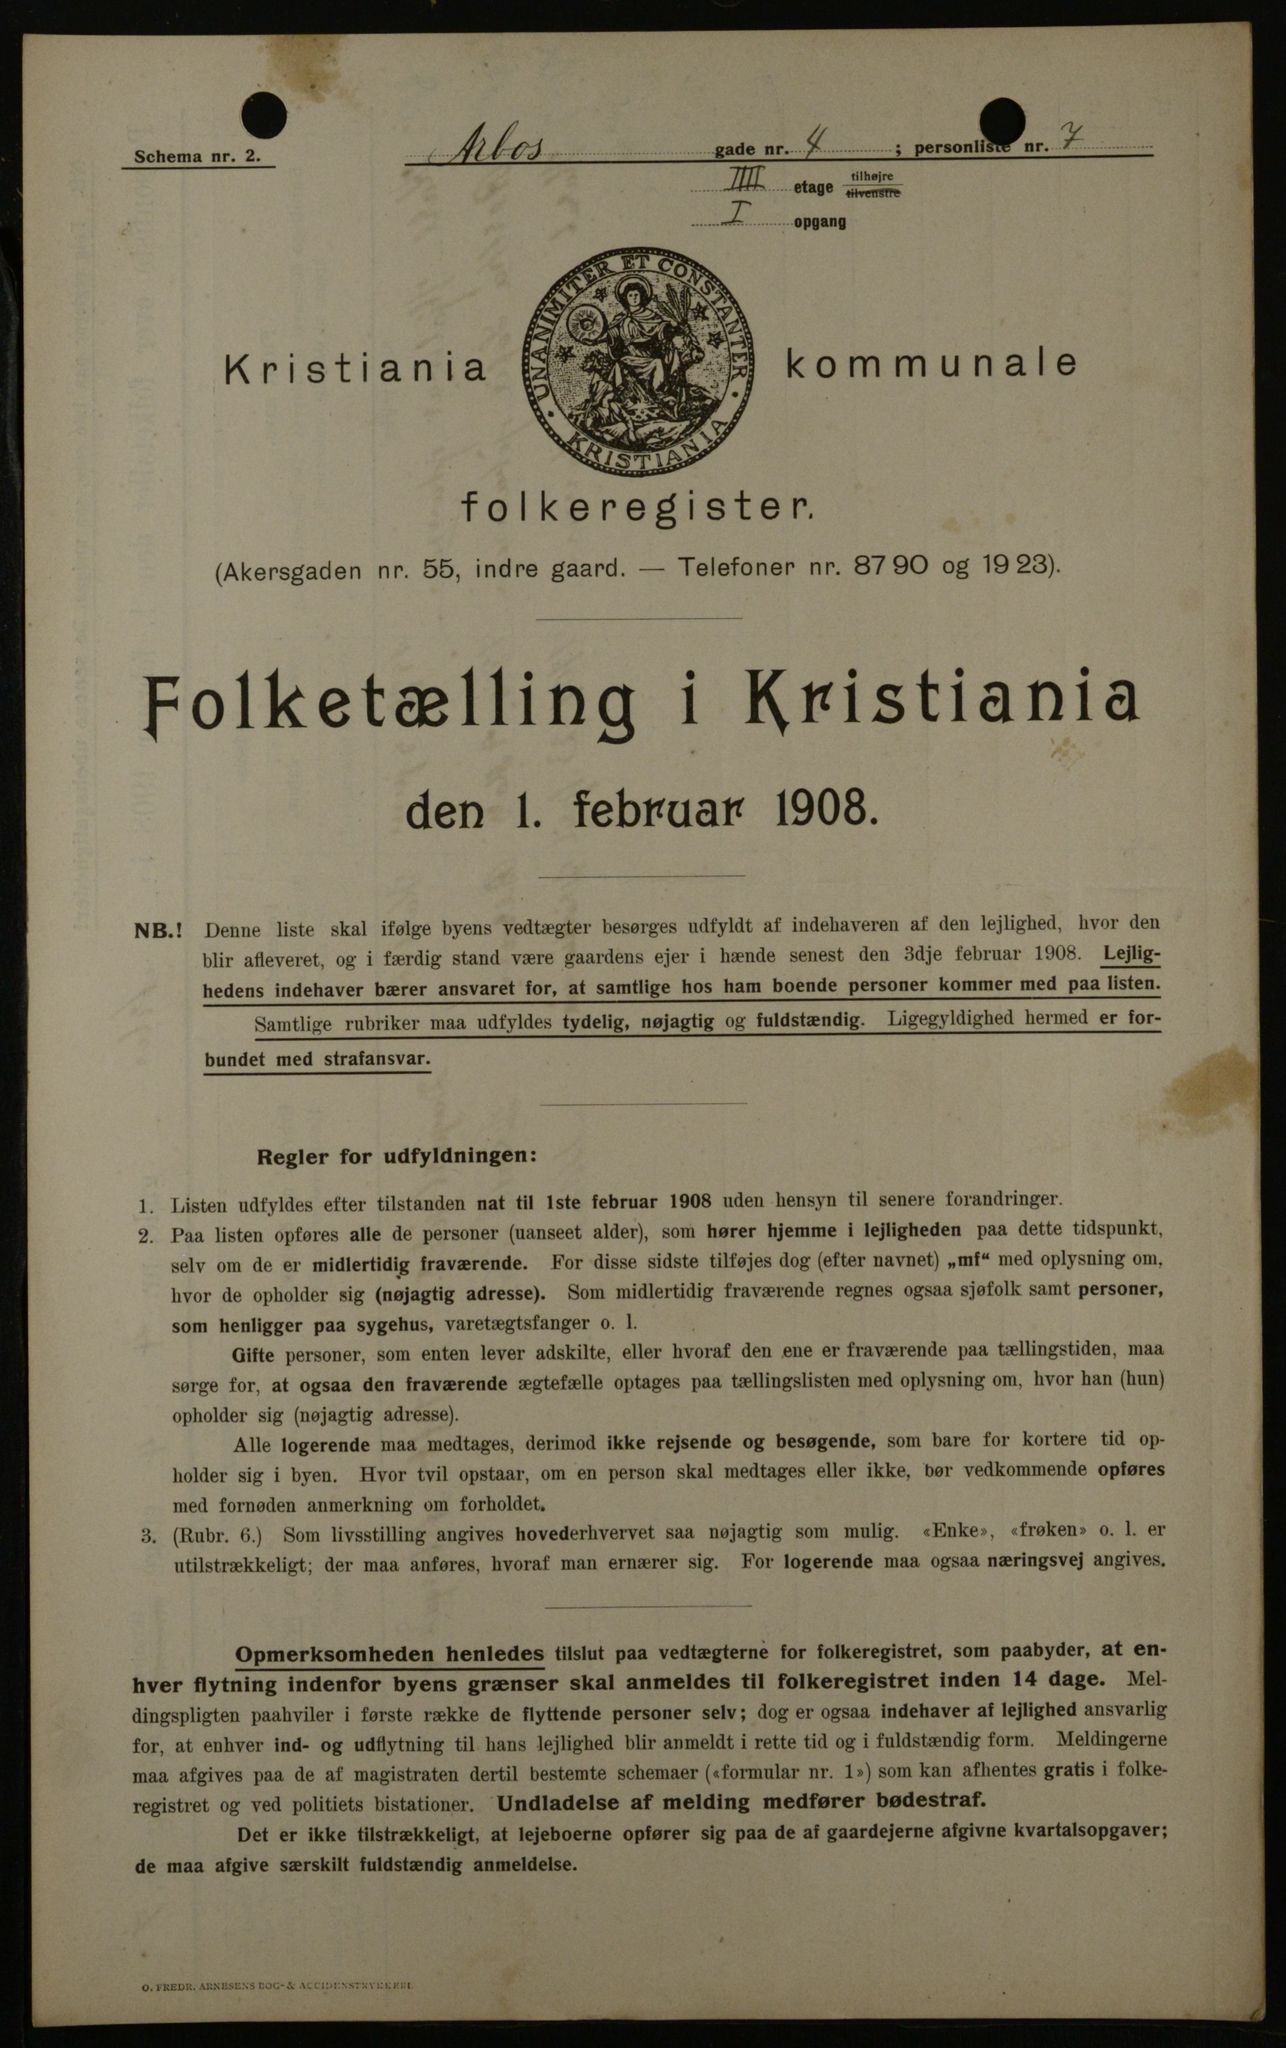 Schema nr. 2.
Arbos gade nr. 4 ; personliste nr. 7
IIII etage tilhøjre tilvenstre
I opgang
UNANIMITER ET CONSTANTER
KRISTIANIA
Kristiania kommunale
folkeregister.
(Akersgaden nr. 55, indre gaard. — Telefoner nr. 87 90 og 19 23).
Folketælling i Kristiania
den 1. februar 1908.
NB.! Denne liste skal ifølge byens vedtægter besørges udfyldt af indehaveren af den lejlighed, hvor den
blir afleveret, og i færdig stand være gaardens ejer i hænde senest den 3dje februar 1908. Lejlig-
hedens indehaver bærer ansvaret for, at samtlige hos ham boende personer kommer med paa listen.
Samtlige rubriker maa udfyldes tydelig, nøjagtig og fuldstændig. Ligegyldighed hermed er for-
bundet med strafansvar.
Regler for udfyldningen:
1. Listen udfyldes efter tilstanden nat til 1ste februar 1908 uden hensyn til senere forandringer.
2. Paa listen opføres alle de personer (uanseet alder), som hører hjemme i lejligheden paa dette tidspunkt,
selv om de er midlertidig fraværende. For disse sidste tilføjes dog (efter navnet) „mf“ med oplysning om,
hvor de opholder sig (nøjagtig adresse). Som midlertidig fraværende regnes ogsaa sjøfolk samt personer,
som henligger paa sygehus, varetægtsfanger o. l.
Gifte personer, som enten lever adskilte, eller hvoraf den ene er fraværende paa tællingstiden, maa
sørge for, at ogsaa den fraværende ægtefælle optages paa tællingslisten med oplysning om, hvor han (hun)
opholder sig (nøjagtig adresse).
Alle logerende maa medtages, derimod ikke rejsende og besøgende, som bare for kortere tid op-
holder sig i byen. Hvor tvil opstaar, om en person skal medtages eller ikke, bør vedkommende opføres
med fornøden anmerkning om forholdet.
3. (Rubr. 6.) Som livsstilling angives hovederhvervet saa nøjagtig som mulig. «Enke», «frøken» o. l. er
utilstrækkeligt; der maa anføres, hvoraf man ernærer sig. For logerende maa ogsaa næringsvej angives.
Opmerksomheden henledes tilslut paa vedtægterne for folkeregistret, som paabyder, at en-
hver flytning indenfor byens grænser skal anmeldes til folkeregistret inden 14 dage. Mel-
dingspligten paahviler i første række de flyttende personer selv; dog er ogsaa indehaver af lejlighed ansvarlig
for, at enhver ind- og udflytning til hans lejlighed blir anmeldt i rette tid og i fuldstændig form. Meldingerne
maa afgives paa de af magistraten dertil bestemte schemaer («formular nr. 1») som kan afhentes gratis i folke-
registret og ved politiets bistationer. Undladelse af melding medfører bødestraf.
Det er ikke tilstrækkeligt, at lejeboerne opfører sig paa de af gaardejerne afgivne kvartalsopgaver;
de maa afgive særskilt fuldstændig anmeldelse.
O. FREDR. ARNESENS BOG- & ACCIDENSTRYKKERI.